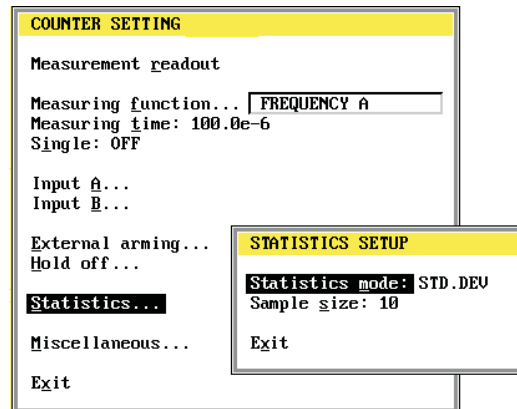 COUNTER SETTING
Measurement readout
Measuring function... FREQUENCY A
Measuring time: 100.0e-6
Single: OFF
Input A...
Input B...
External arming...
Hold off...
Statistics...
Miscellaneous...
Exit
STATISTICS SETUP
Statistics mode: STD.DEV
Sample size: 10
Exit